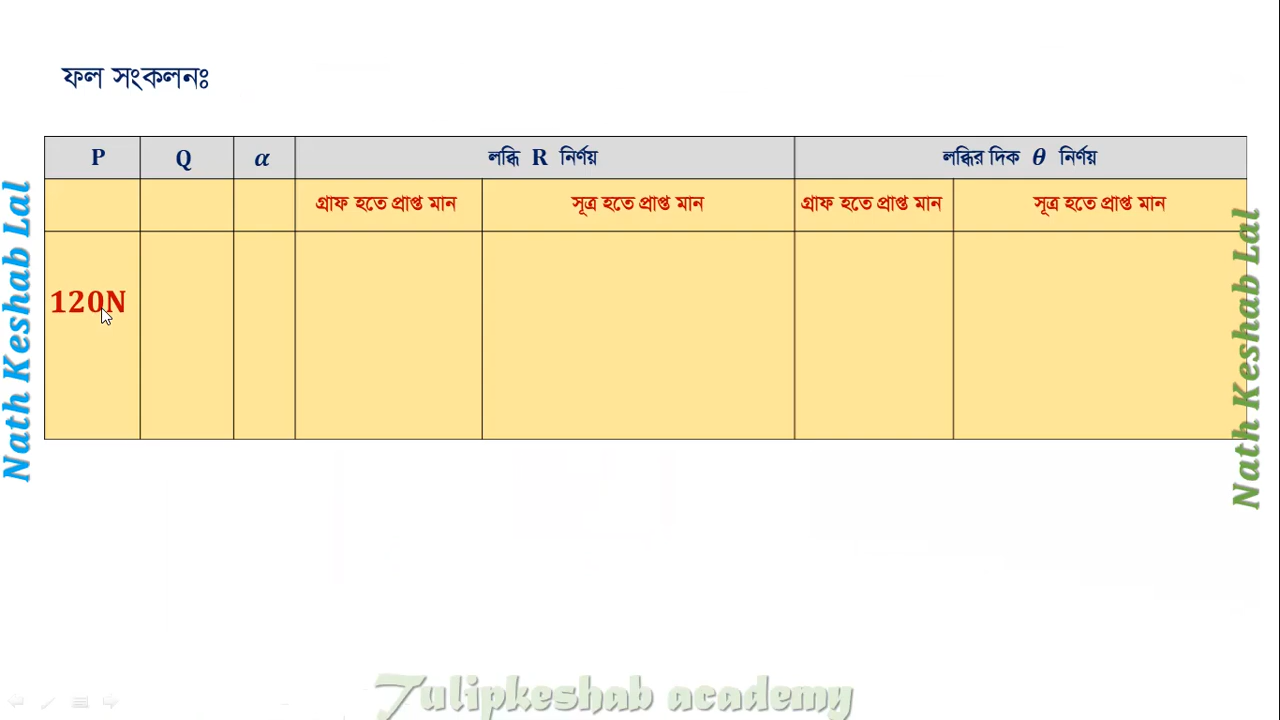 ফল সংকলনঃ
P Q α লব্ধি R নির্ণয় লব্ধির দিক θ নির্ণয়
গ্রাফ হতে প্রাপ্ত মান সূত্র হতে প্রাপ্ত মান গ্রাফ হতে প্রাপ্ত মান সূত্র হতে প্রাপ্ত মান
120N
Nath Keshab Lal
Nath Keshab Lal
Tulipkeshab academy